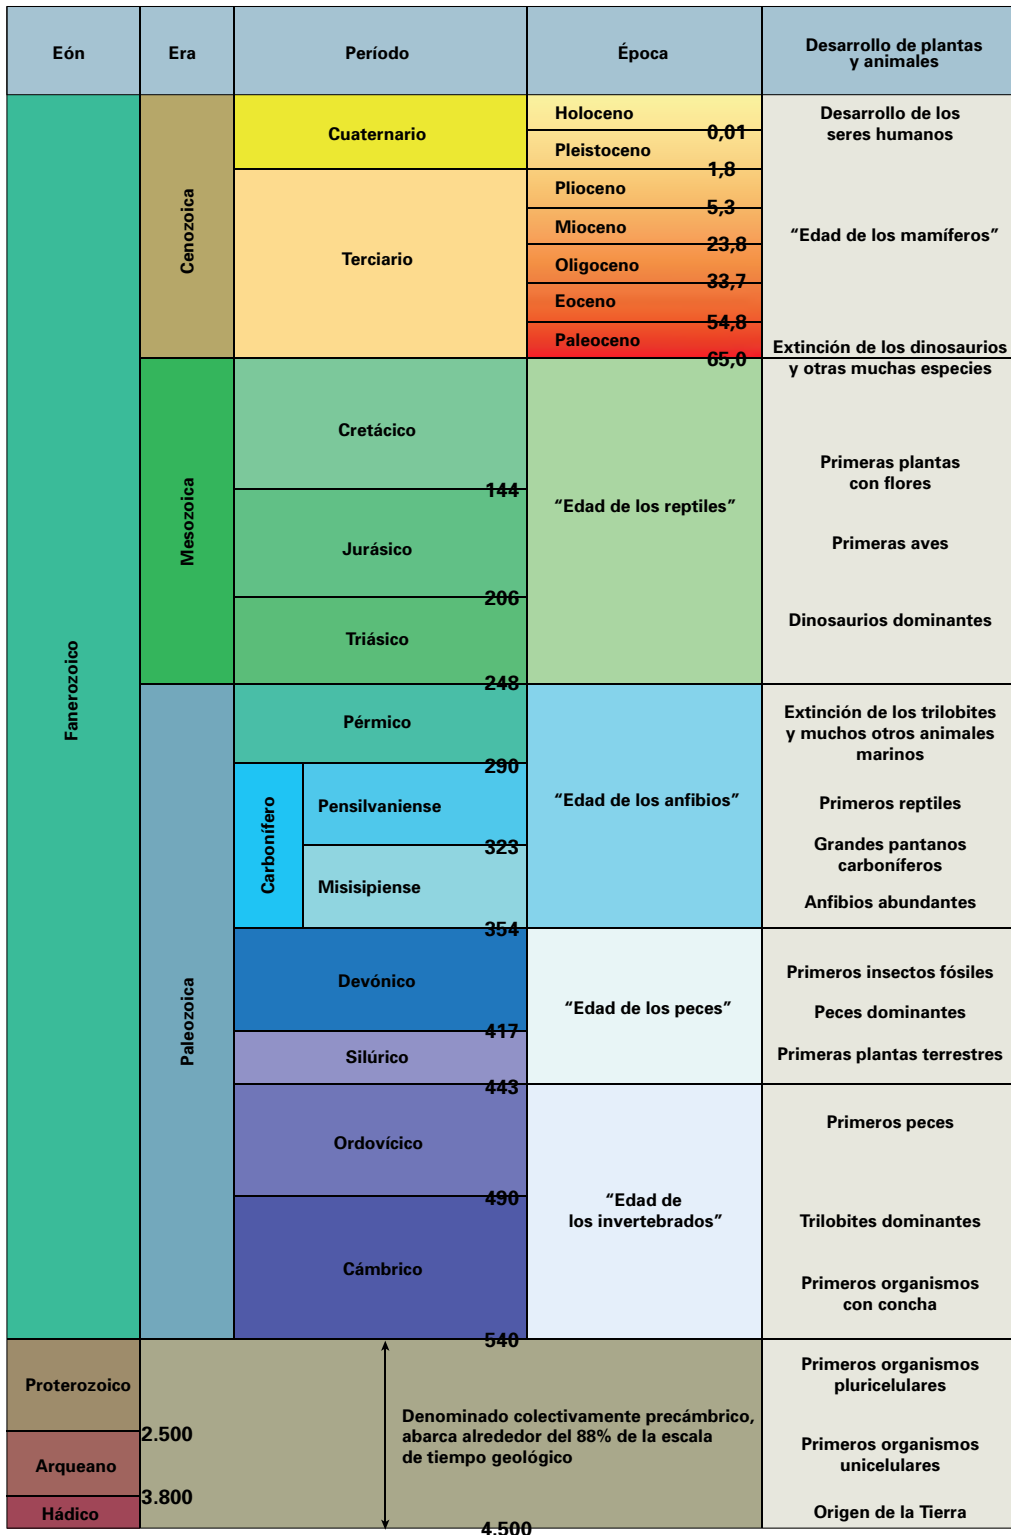 Eón
Era
Período
Época
Desarrollo de plantas
y animales
Fanerozoico
Cenozoica
Cuaternario
Holoceno
0,01
Pleistoceno
1,8
Desarrollo de los
seres humanos
Terciario
Plioceno
5,3
Mioceno
23,8
Oligoceno
33,7
Eoceno
54,8
Paleoceno
65,0
“Edad de los mamíferos”
Extinción de los dinosaurios
y otras muchas especies
Mesozoica
Cretácico
144
Jurásico
206
Triásico
248
“Edad de los reptiles”
Primeras plantas
con flores
Primeras aves
Dinosaurios dominantes
Paleozoica
Pérmico
290
Carbonífero
Pensilvaniense
323
Misisipiense
354
“Edad de los anfibios”
Extinción de los trilobites
y muchos otros animales
marinos
Primeros reptiles
Grandes pantanos
carboníferos
Anfibios abundantes
Devónico
417
Silúrico
443
“Edad de los peces”
Primeros insectos fósiles
Peces dominantes
Primeras plantas terrestres
Ordovícico
490
Cámbrico
540
“Edad de
los invertebrados”
Primeros peces
Trilobites dominantes
Primeros organismos
con concha
Proterozoico
2.500
Arqueano
3.800
Hádico
4.500
Denominado colectivamente precámbrico,
abarca alrededor del 88% de la escala
de tiempo geológico
Primeros organismos
pluricelulares
Primeros organismos
unicelulares
Origen de la Tierra